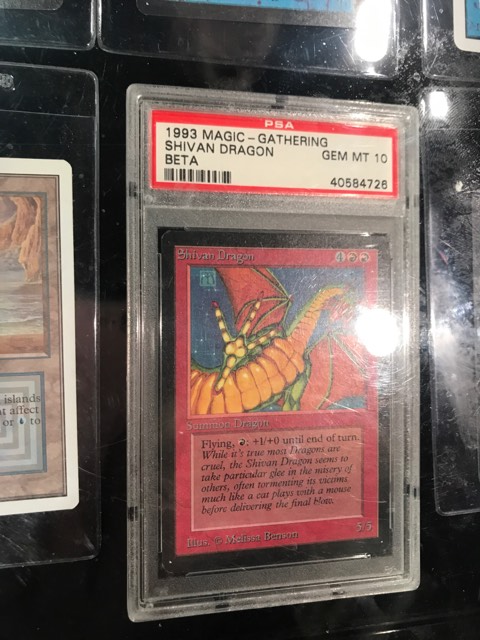 PSA
1993 MAGIC - GATHERING
SHIVAN DRAGON GEM MT 10
BETA
40584726
Shivan Dragon 4
Summon Dragon
Flying, : +1/+0 until end of turn.
While it's true most Dragons are
cruel, the Shivan Dragon seems to
take particular glee in the misery of
others, often tormenting its victims
much like a cat plays with a mouse
before delivering the final blow.
Illus. © Melissa Benson 5/5
islands
t affect
or to